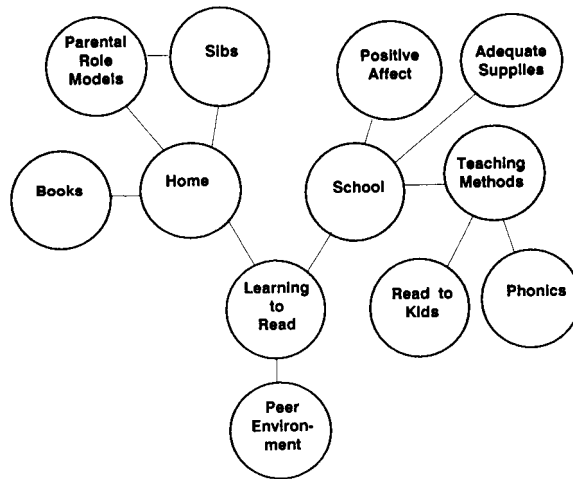 Parental
Role
Models
Sibs
Positive
Affect
Adequate
Supplies
Books
Home
School
Teaching
Methods
Learning
to
Read
Read to
Kids
Phonics
Peer
Environ-
ment